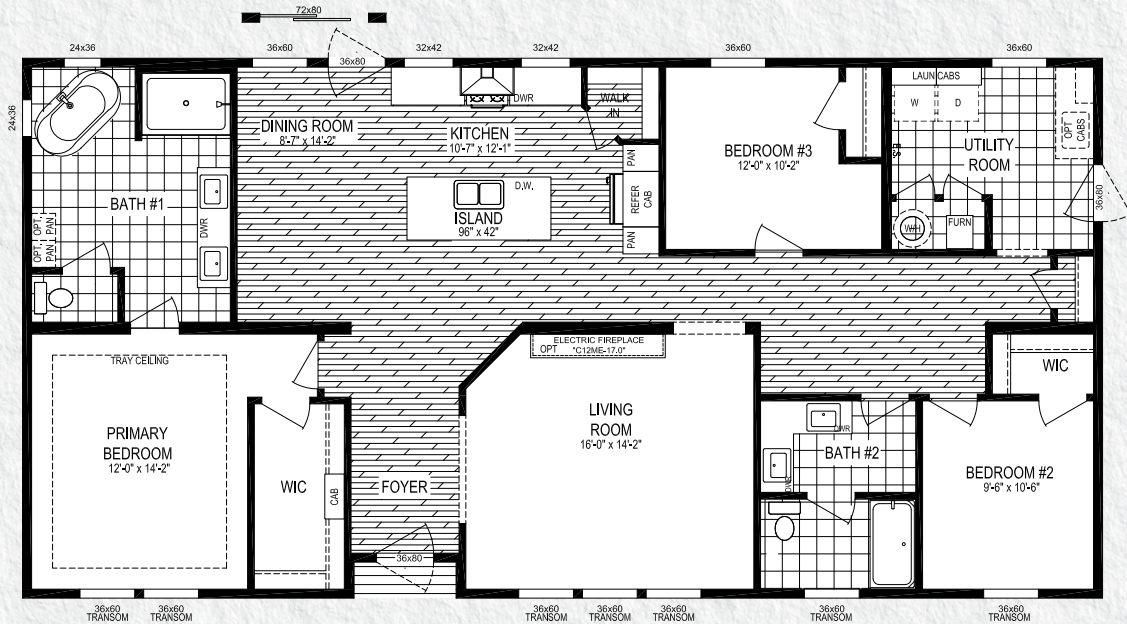 72x80
24x36
36x60
36x80
32x42
32x42
36x60
36x60
24x36
DINING ROOM
8'-7" x 14'-2"
KITCHEN
10'-7" x 12'-1"
DWR
WALK
IN
BEDROOM #3
12'-0" x 10'-2"
LAUN CABS
W
D
OPT
CABS
UTILITY
ROOM
36x80
BATH #1
DWR
OPT.
PAN
OPT.
PAN
D.W.
ISLAND
96" x 42"
PAN
REFER
CAB
PAN
W/H
FURN
TRAY CEILING
PRIMARY
BEDROOM
12'-0" x 14'-2"
WIC
CAB
FOYER
36x80
ELECTRIC FIREPLACE
OPT "C12ME-17.0"
LIVING
ROOM
16'-0" x 14'-2"
DWR
BATH #2
DWR
WIC
BEDROOM #2
9'-6" x 10'-6"
36x60
TRANSOM
36x60
TRANSOM
36x60
TRANSOM
36x60
TRANSOM
36x60
TRANSOM
36x60
TRANSOM
36x60
TRANSOM